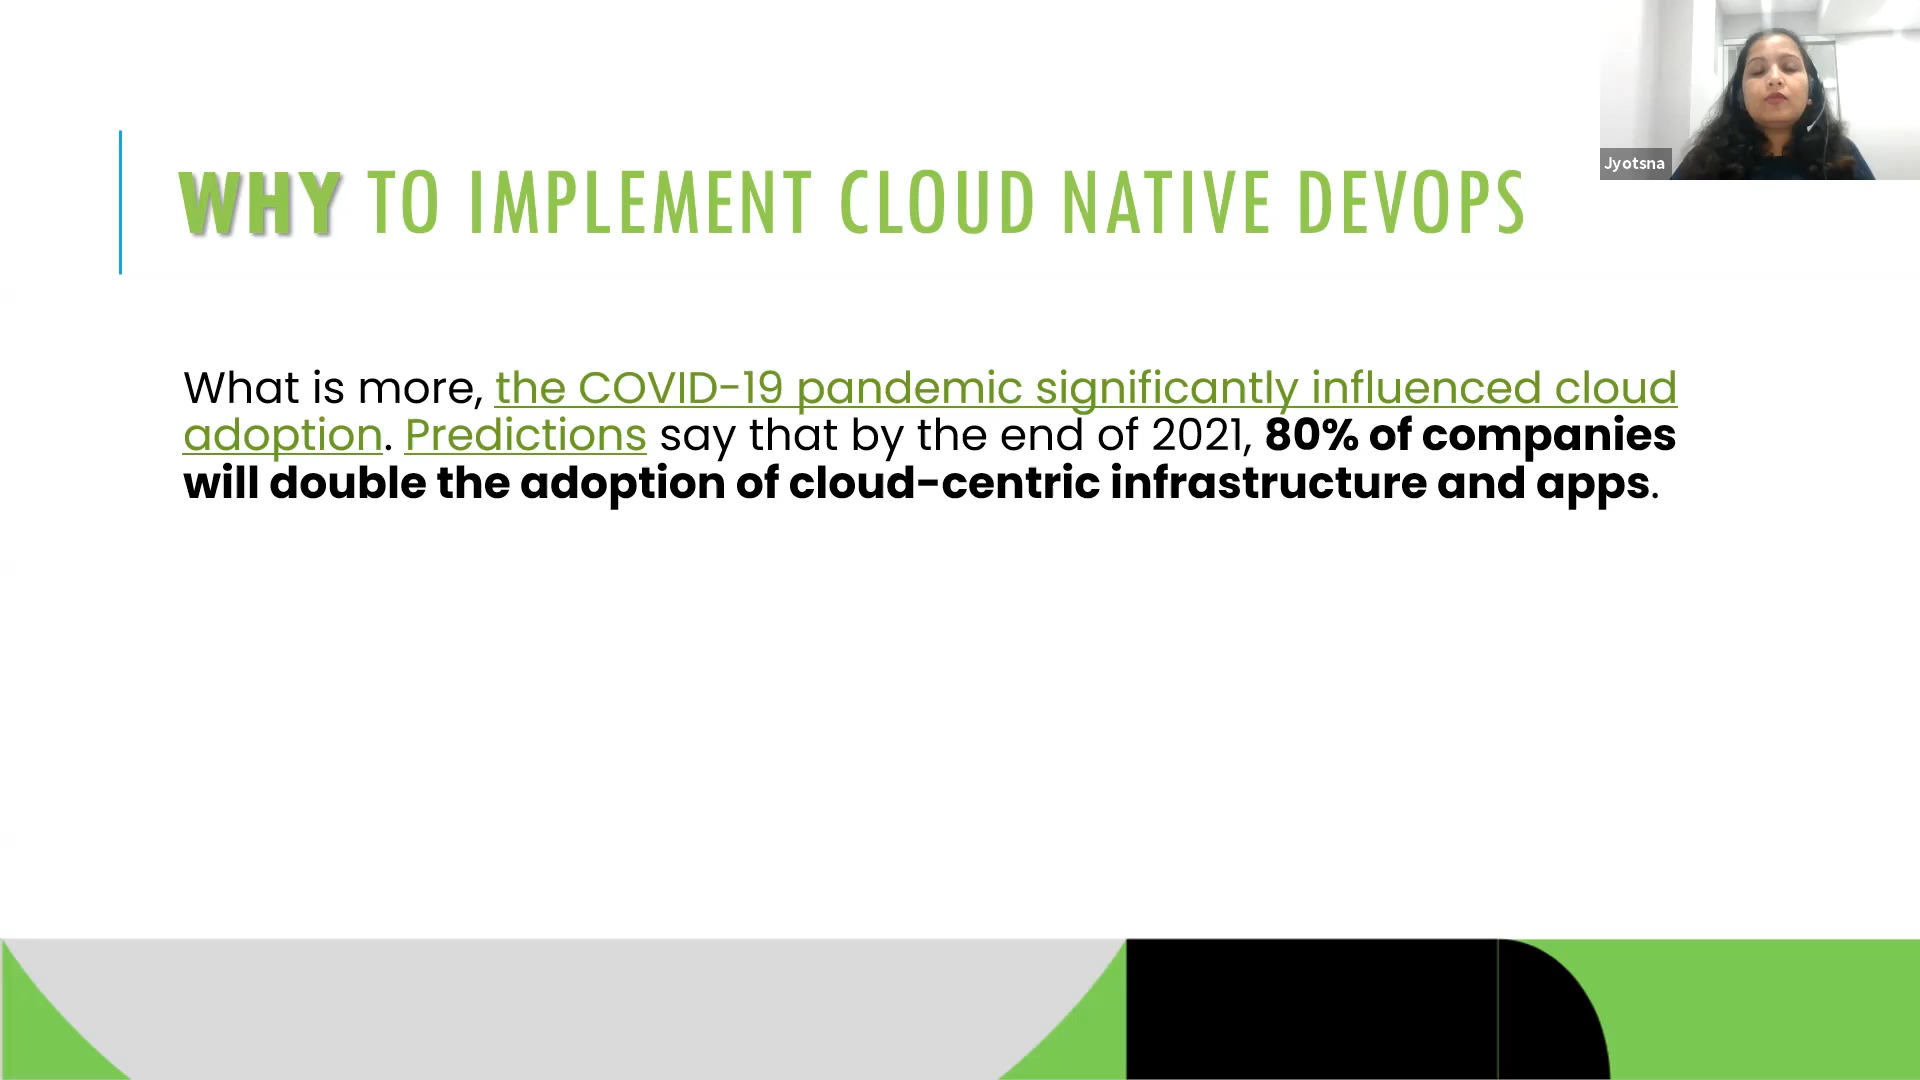 WHY TO IMPLEMENT CLOUD NATIVE DEVOPS
Jyotsna
What is more, the COVID-19 pandemic significantly influenced cloud
adoption. Predictions say that by the end of 2021, 80% of companies
will double the adoption of cloud-centric infrastructure and apps.